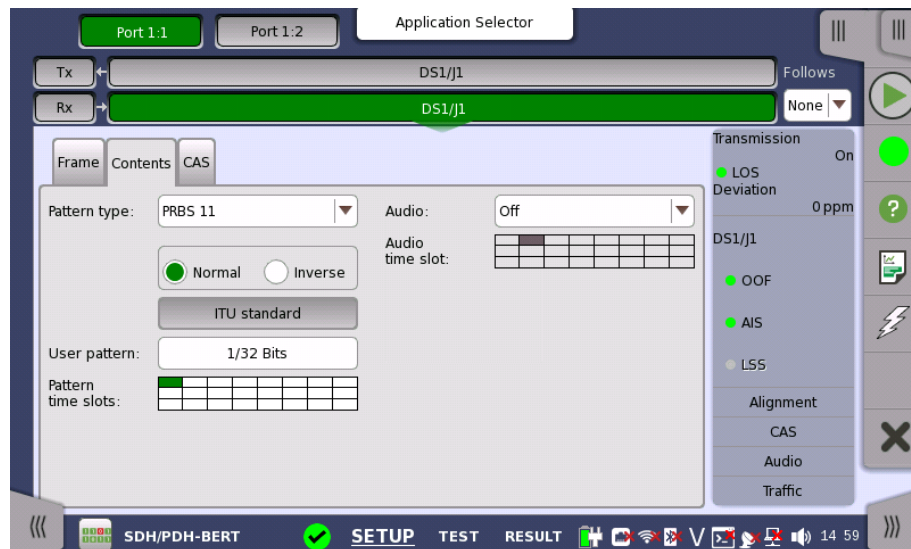 Application Selector
Port 1:1
Port 1:2
Tx
DS1/J1
Follows
Rx
DS1/J1
None
Frame
Contents
CAS
Pattern type:
PRBS 11
Normal
Inverse
ITU standard
User pattern:
1/32 Bits
Pattern
time slots:
Audio:
Off
Audio
time slot:
Transmission
On
LOS
Deviation
0 ppm
DS1/J1
OOF
AIS
LSS
Alignment
CAS
Audio
Traffic
SDH/PDH-BERT
SETUP
TEST
RESULT
V
14 59